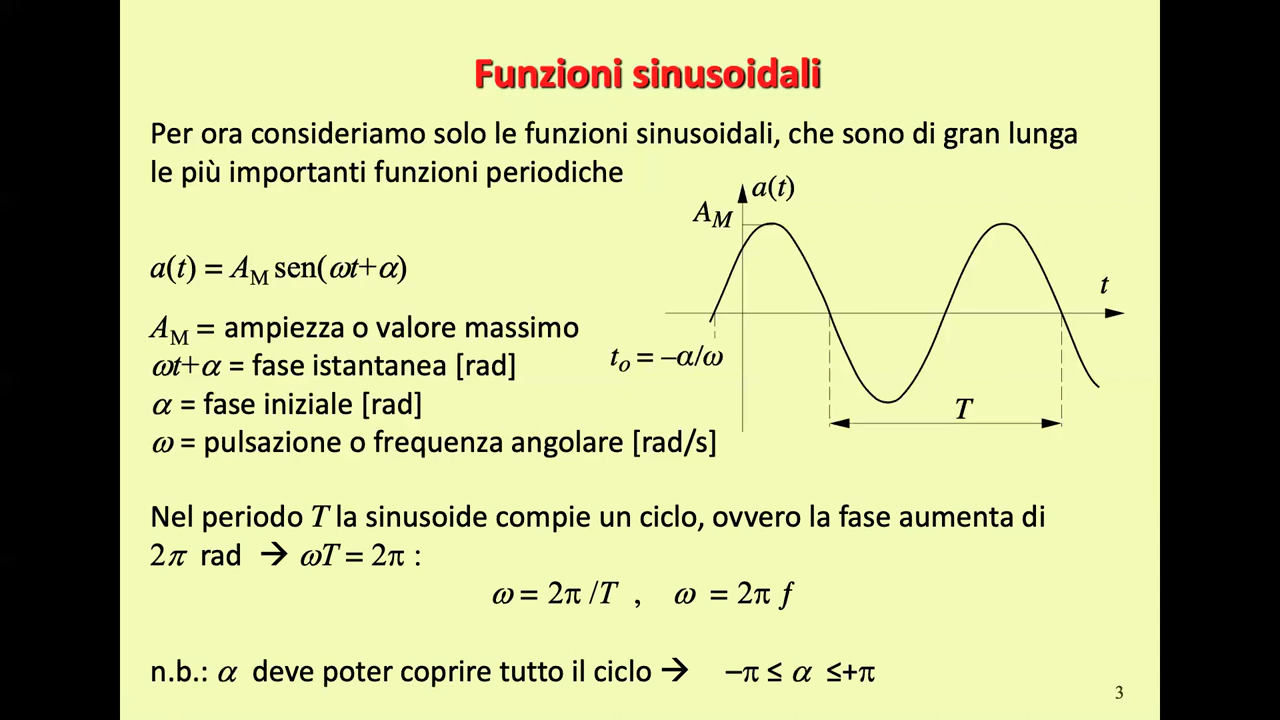 Funzioni sinusoidali
Per ora consideriamo solo le funzioni sinusoidali, che sono di gran lunga
le più importanti funzioni periodiche
a(t)
A_M
t
t_o = –α/ω
T
a(t) = A_M sen(ωt+α)
A_M = ampiezza o valore massimo
ωt+α = fase istantanea [rad]
α = fase iniziale [rad]
ω = pulsazione o frequenza angolare [rad/s]
Nel periodo T la sinusoide compie un ciclo, ovvero la fase aumenta di
2π rad ➔ ωT = 2π :
ω = 2π /T , ω = 2π f
n.b.: α deve poter coprire tutto il ciclo ➔ –π ≤ α ≤+π
3